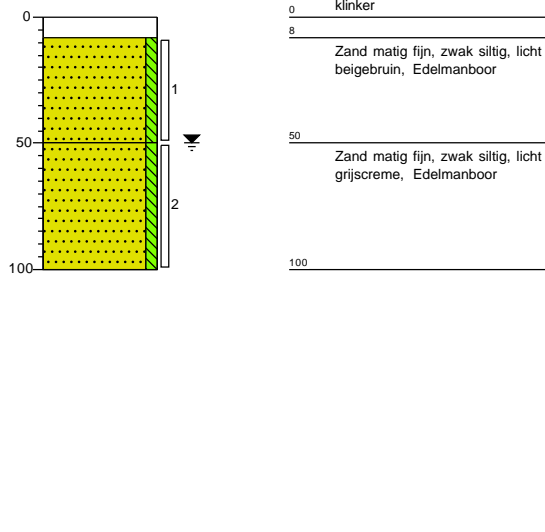 0
50
100
1
2
0
klinker
8
Zand matig fijn, zwak siltig, licht
beigebruin, Edelmanboor
50
Zand matig fijn, zwak siltig, licht
grijscreme, Edelmanboor
100